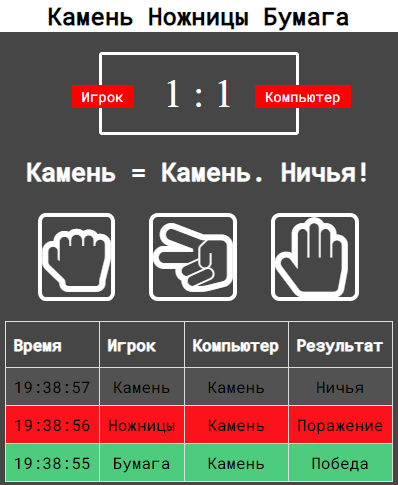 Камень Ножницы Бумага
Игрок 1 : 1 Компьютер
Камень = Камень. Ничья!
Время Игрок Компьютер Результат
19:38:57 Камень Камень Ничья
19:38:56 Ножницы Камень Поражение
19:38:55 Бумага Камень Победа